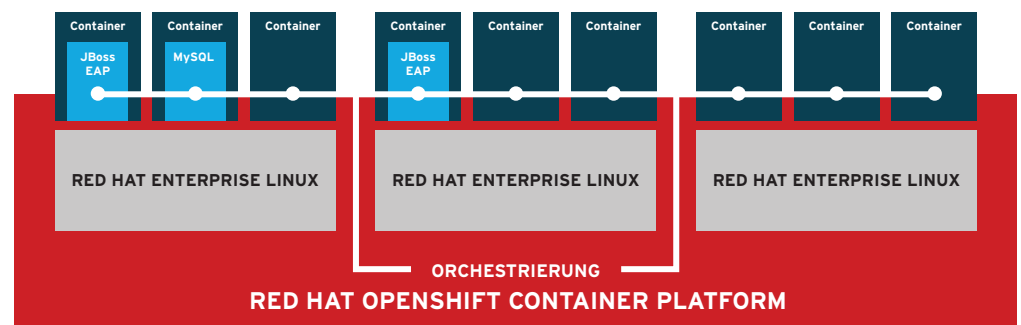 Container
Container
Container
Container
Container
Container
Container
Container
Container
JBoss
EAP
MySQL
JBoss
EAP
RED HAT ENTERPRISE LINUX
RED HAT ENTERPRISE LINUX
RED HAT ENTERPRISE LINUX
ORCHESTRIERUNG
RED HAT OPENSHIFT CONTAINER PLATFORM